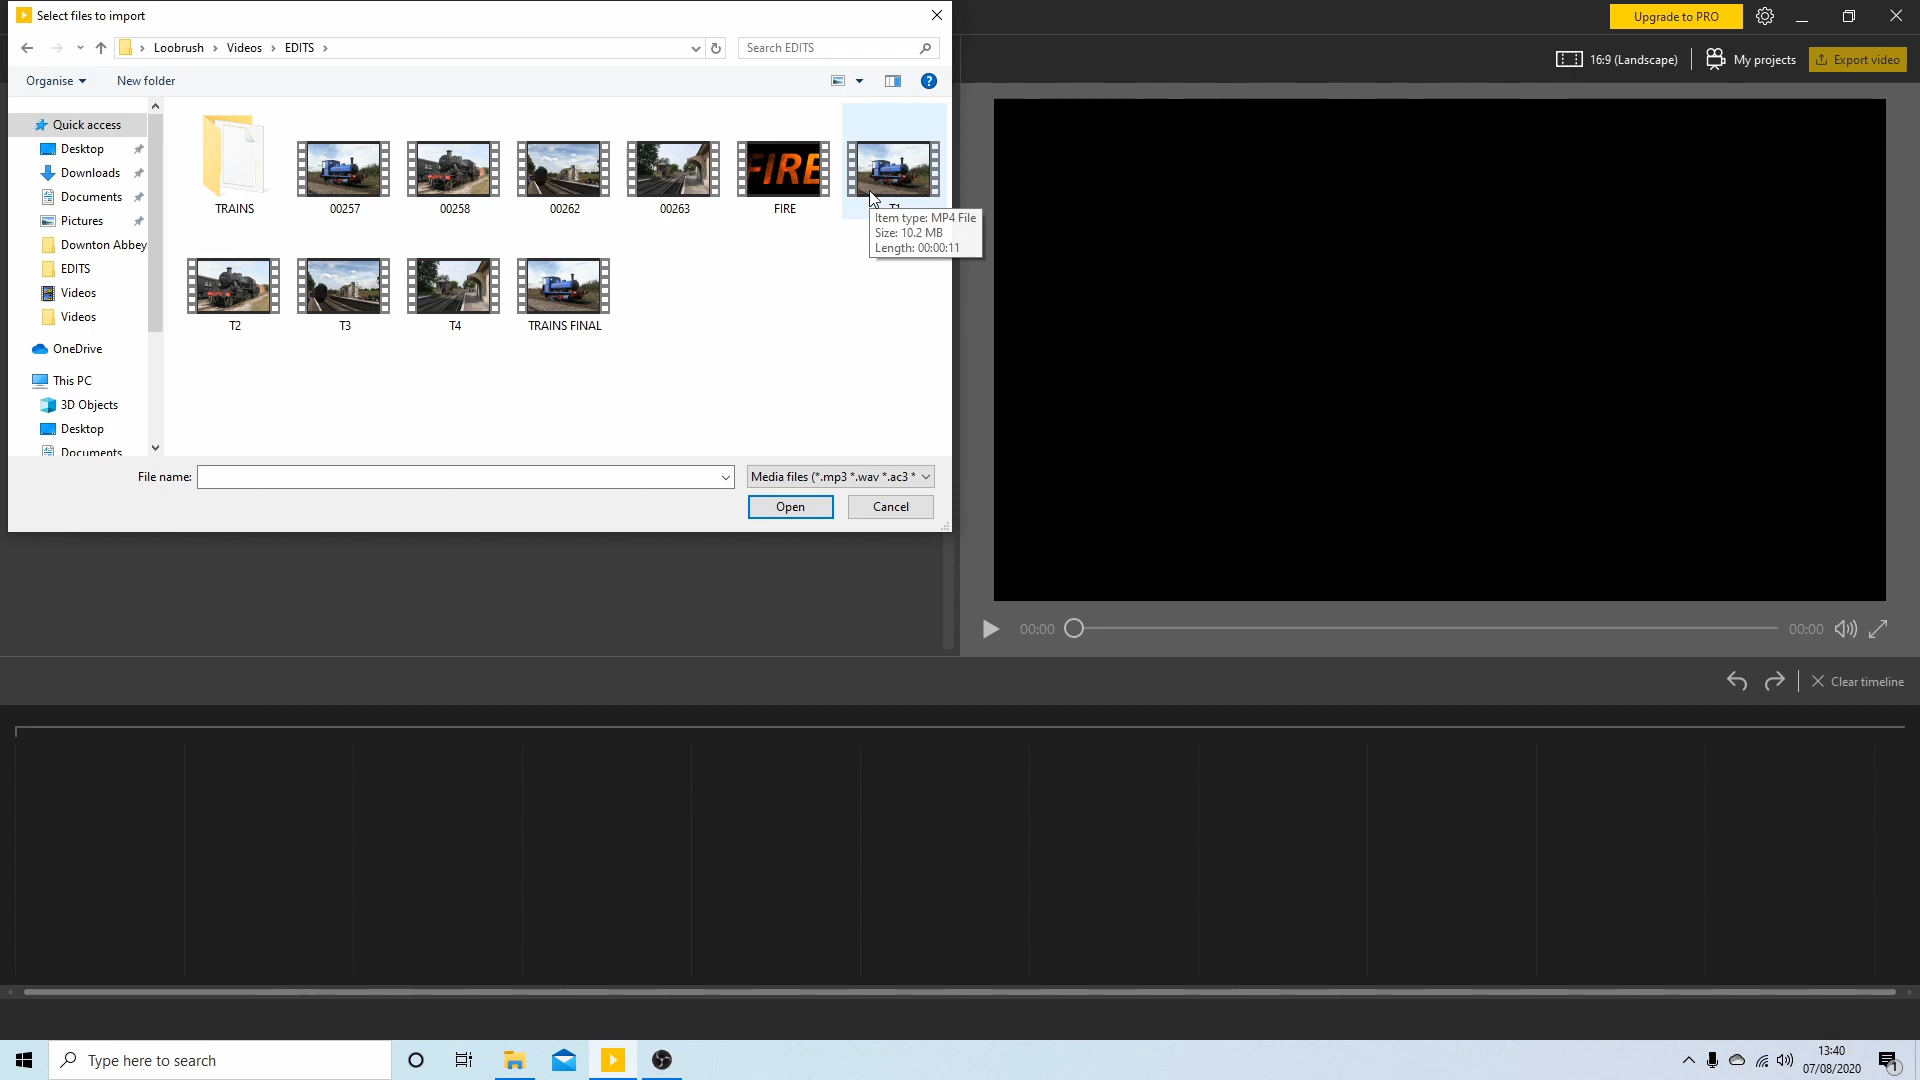 Select files to import
Upgrade to PRO
Loobrush > Videos > EDITS >
Search EDITS
16:9 (Landscape)
My projects
Export video
Organise
New folder
Quick access
Desktop
Downloads
Documents
Pictures
Downton Abbey
EDITS
Videos
Videos
OneDrive
This PC
3D Objects
Desktop
Documents
TRAINS
00257
00258
00262
00263
FIRE
FIRE
T1
Item type: MP4 File
Size: 10.2 MB
Length: 00:00:11
T2
T3
T4
TRAINS FINAL
File name:
Media files (*.mp3 *.wav *.ac3 *
Open
Cancel
00:00
00:00
Clear timeline
Type here to search
13:40
07/08/2020
1